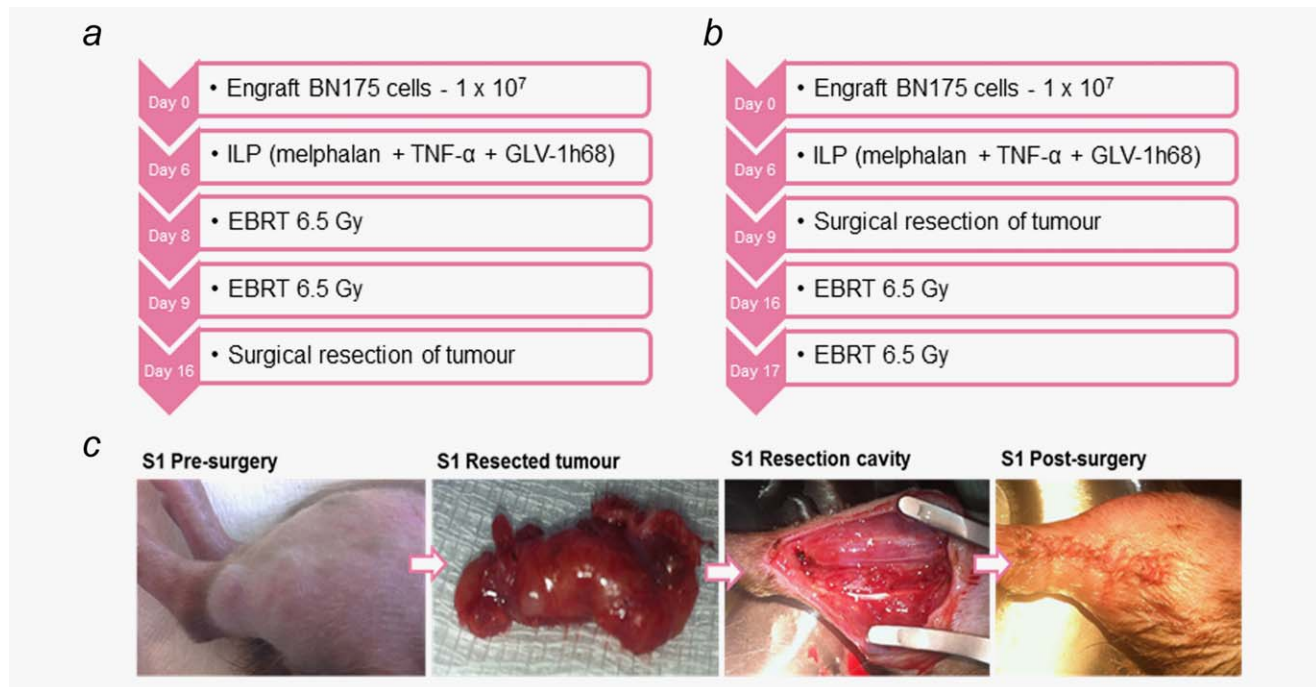 a
Day 0
• Engraft BN175 cells - 1 x 10⁷
Day 6
• ILP (melphalan + TNF-α + GLV-1h68)
Day 8
• EBRT 6.5 Gy
Day 9
• EBRT 6.5 Gy
Day 16
• Surgical resection of tumour
b
Day 0
• Engraft BN175 cells - 1 x 10⁷
Day 6
• ILP (melphalan + TNF-α + GLV-1h68)
Day 9
• Surgical resection of tumour
Day 16
• EBRT 6.5 Gy
Day 17
• EBRT 6.5 Gy
c
S1 Pre-surgery
S1 Resected tumour
S1 Resection cavity
S1 Post-surgery